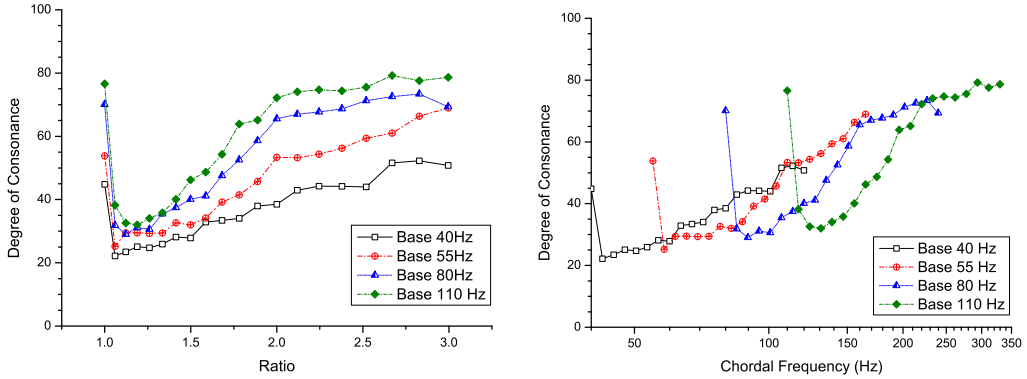 100
80
60
40
20
0
Degree of Consonance
1.0 1.5 2.0 2.5 3.0
Ratio
Base 40Hz
Base 55Hz
Base 80Hz
Base 110 Hz
100
80
60
40
20
0
Degree of Consonance
50 100 150 200 250 300 350
Chordal Frequency (Hz)
Base 40 Hz
Base 55 Hz
Base 80 Hz
Base 110 Hz